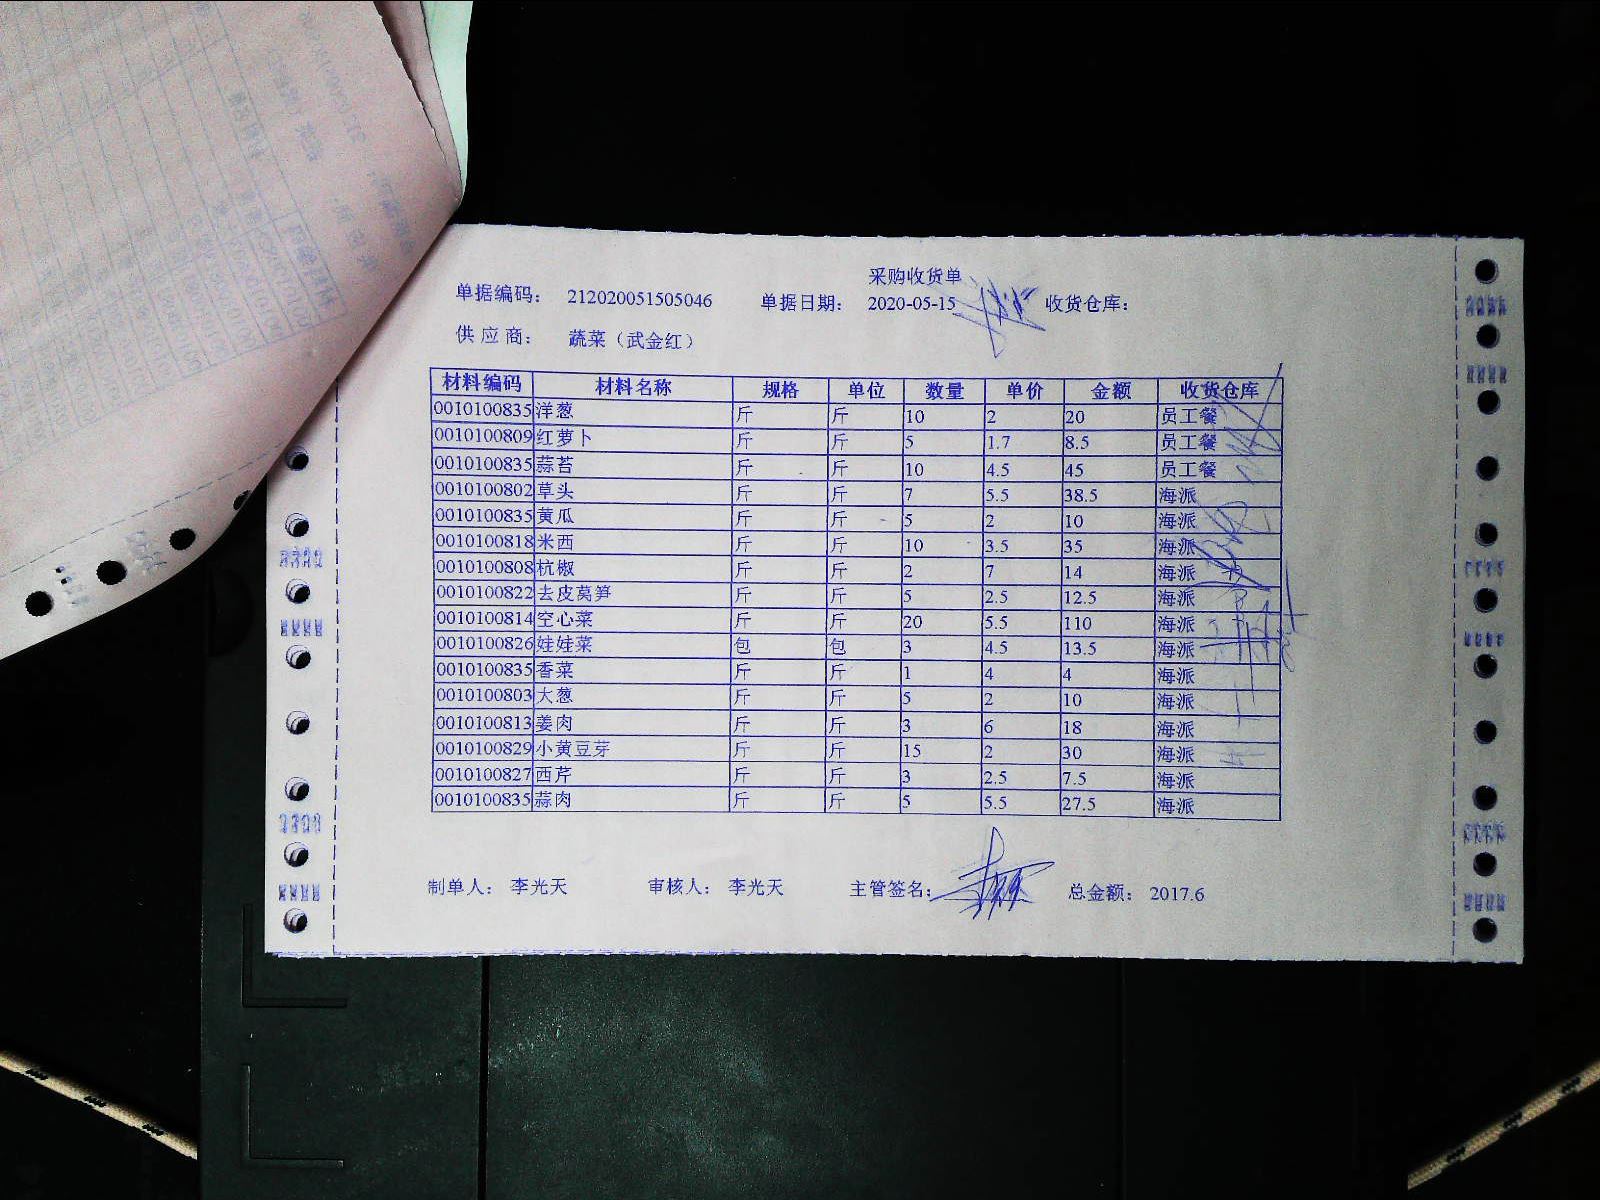 采购收货单
单据编码： 212020051505046 单据日期： 2020-05-15 收货仓库：
供应商： 蔬菜（武金红）
材料编码 材料名称 规格 单位 数量 单价 金额 收货仓库
0010100835 洋葱 斤 斤 10 2 20 员工餐
0010100809 红萝卜 斤 斤 5 1.7 8.5 员工餐
0010100835 蒜苔 斤 斤 10 4.5 45 员工餐
0010100802 草头 斤 斤 7 5.5 38.5 海派
0010100835 黄瓜 斤 斤 5 2 10 海派
0010100818 米西 斤 斤 10 3.5 35 海派
0010100808 杭椒 斤 斤 2 7 14 海派
0010100822 去皮莴笋 斤 斤 5 2.5 12.5 海派
0010100814 空心菜 斤 斤 20 5.5 110 海派
0010100826 娃娃菜 包 包 3 4.5 13.5 海派
0010100835 香菜 斤 斤 1 4 4 海派
0010100803 大葱 斤 斤 5 2 10 海派
0010100813 姜肉 斤 斤 3 6 18 海派
0010100829 小黄豆芽 斤 斤 15 2 30 海派
0010100827 西芹 斤 斤 3 2.5 7.5 海派
0010100835 蒜肉 斤 斤 5 5.5 27.5 海派
制单人： 李光天 审核人： 李光天 主管签名： 总金额： 2017.6